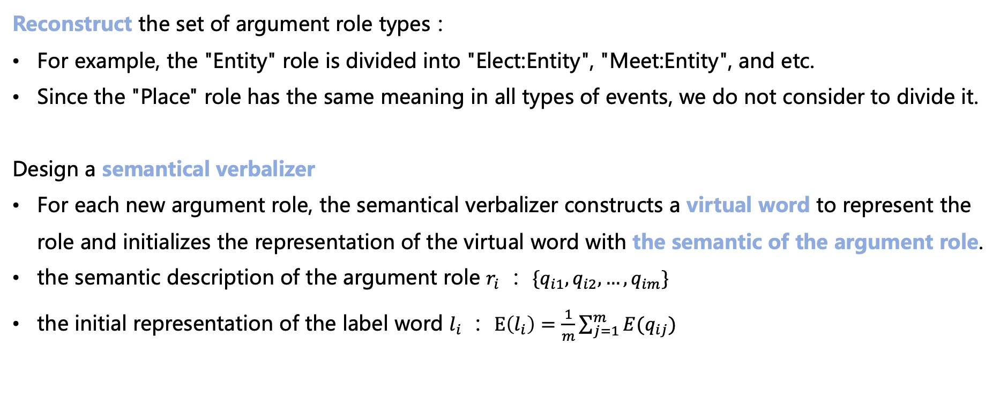 Reconstruct the set of argument role types :
• For example, the "Entity" role is divided into "Elect:Entity", "Meet:Entity", and etc.
• Since the "Place" role has the same meaning in all types of events, we do not consider to divide it.
Design a semantical verbalizer
• For each new argument role, the semantical verbalizer constructs a virtual word to represent the
role and initializes the representation of the virtual word with the semantic of the argument role.
• the semantic description of the argument role r_i : {q_{i1}, q_{i2}, ..., q_{im}}
• the initial representation of the label word l_i : E(l_i) = \frac{1}{m} \sum_{j=1}^{m} E(q_{ij})